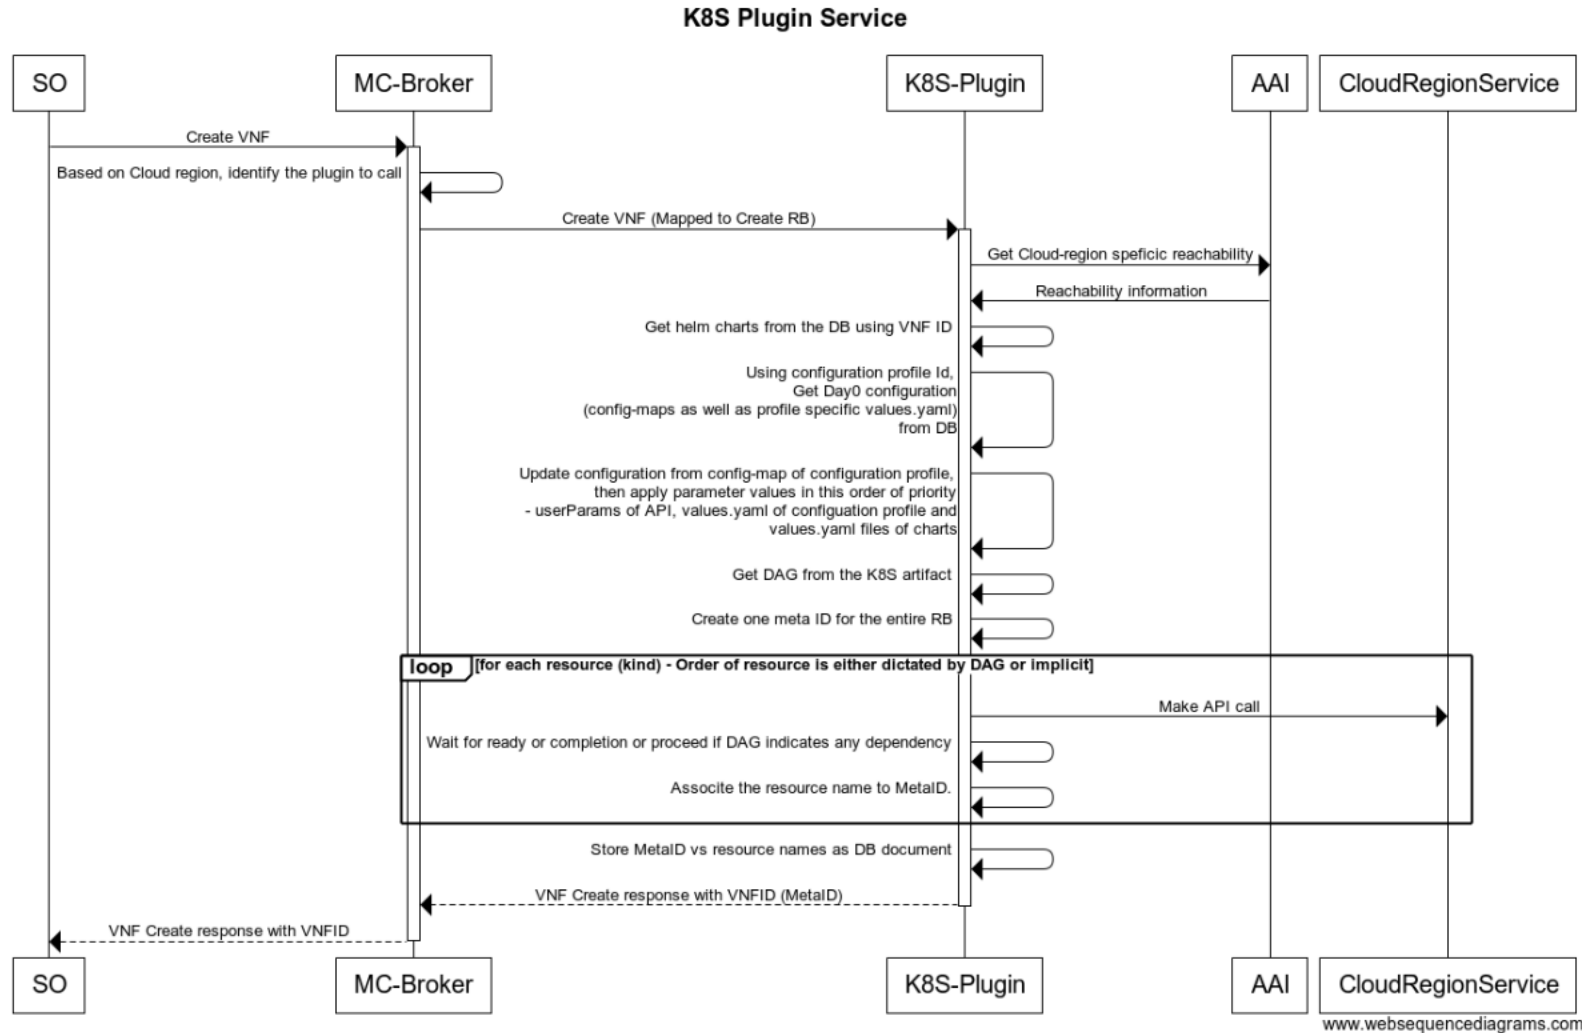 K8S Plugin Service
SO
MC-Broker
K8S-Plugin
AAI
CloudRegionService
Create VNF
Based on Cloud region, identify the plugin to call
Create VNF (Mapped to Create RB)
Get Cloud-region speficic reachability
Reachability information
Get helm charts from the DB using VNF ID
Using configuration profile Id,
Get Day0 configuration
(config-maps as well as profile specific values.yaml)
from DB
Update configuration from config-map of configuration profile,
then apply parameter values in this order of priority
- userParams of API, values.yaml of configuation profile and
values.yaml files of charts
Get DAG from the K8S artifact
Create one meta ID for the entire RB
loop [for each resource (kind) - Order of resource is either dictated by DAG or implicit]
Make API call
Wait for ready or completion or proceed if DAG indicates any dependency
Associte the resource name to MetaID.
Store MetaID vs resource names as DB document
VNF Create response with VNFID (MetaID)
VNF Create response with VNFID
SO
MC-Broker
K8S-Plugin
AAI
CloudRegionService
www.websequencediagrams.com